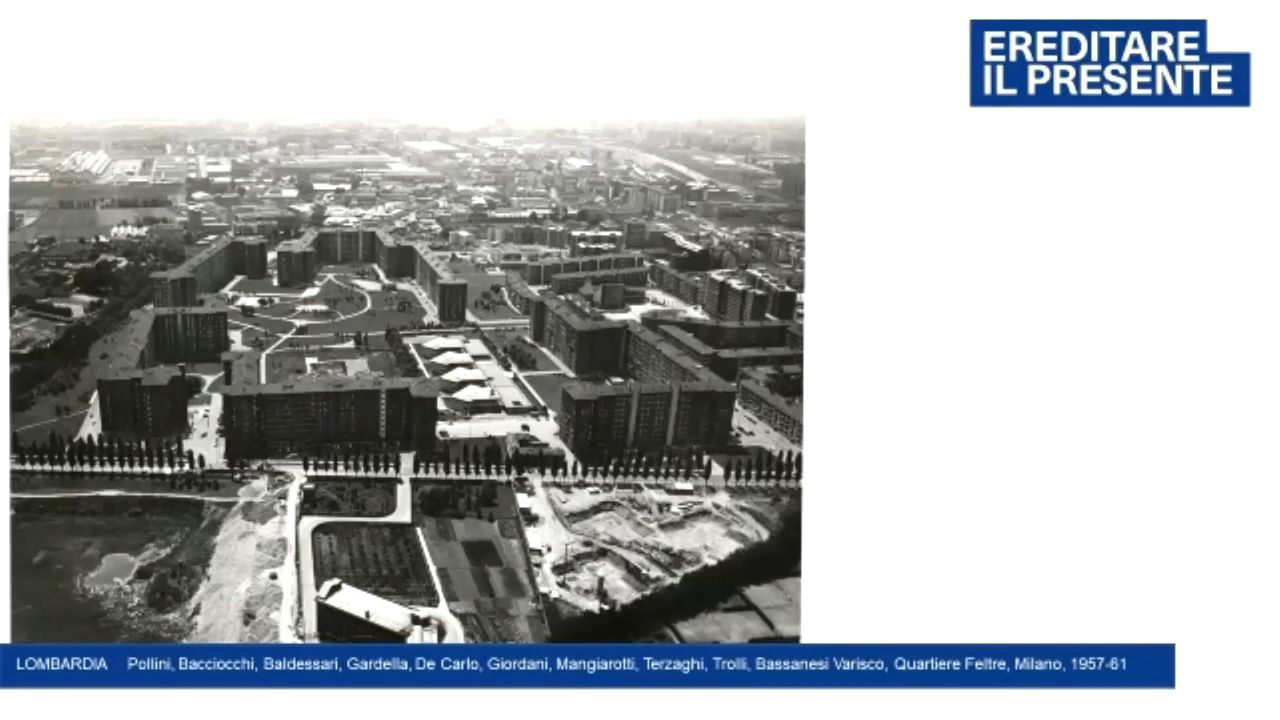 EREDITARE
IL PRESENTE
LOMBARDIA Pollini, Bacciocchi, Baldessari, Gardella, De Carlo, Giordani, Mangiarotti, Terzaghi, Trolli, Bassanesi Varisco, Quartiere Feltre, Milano, 1957-61